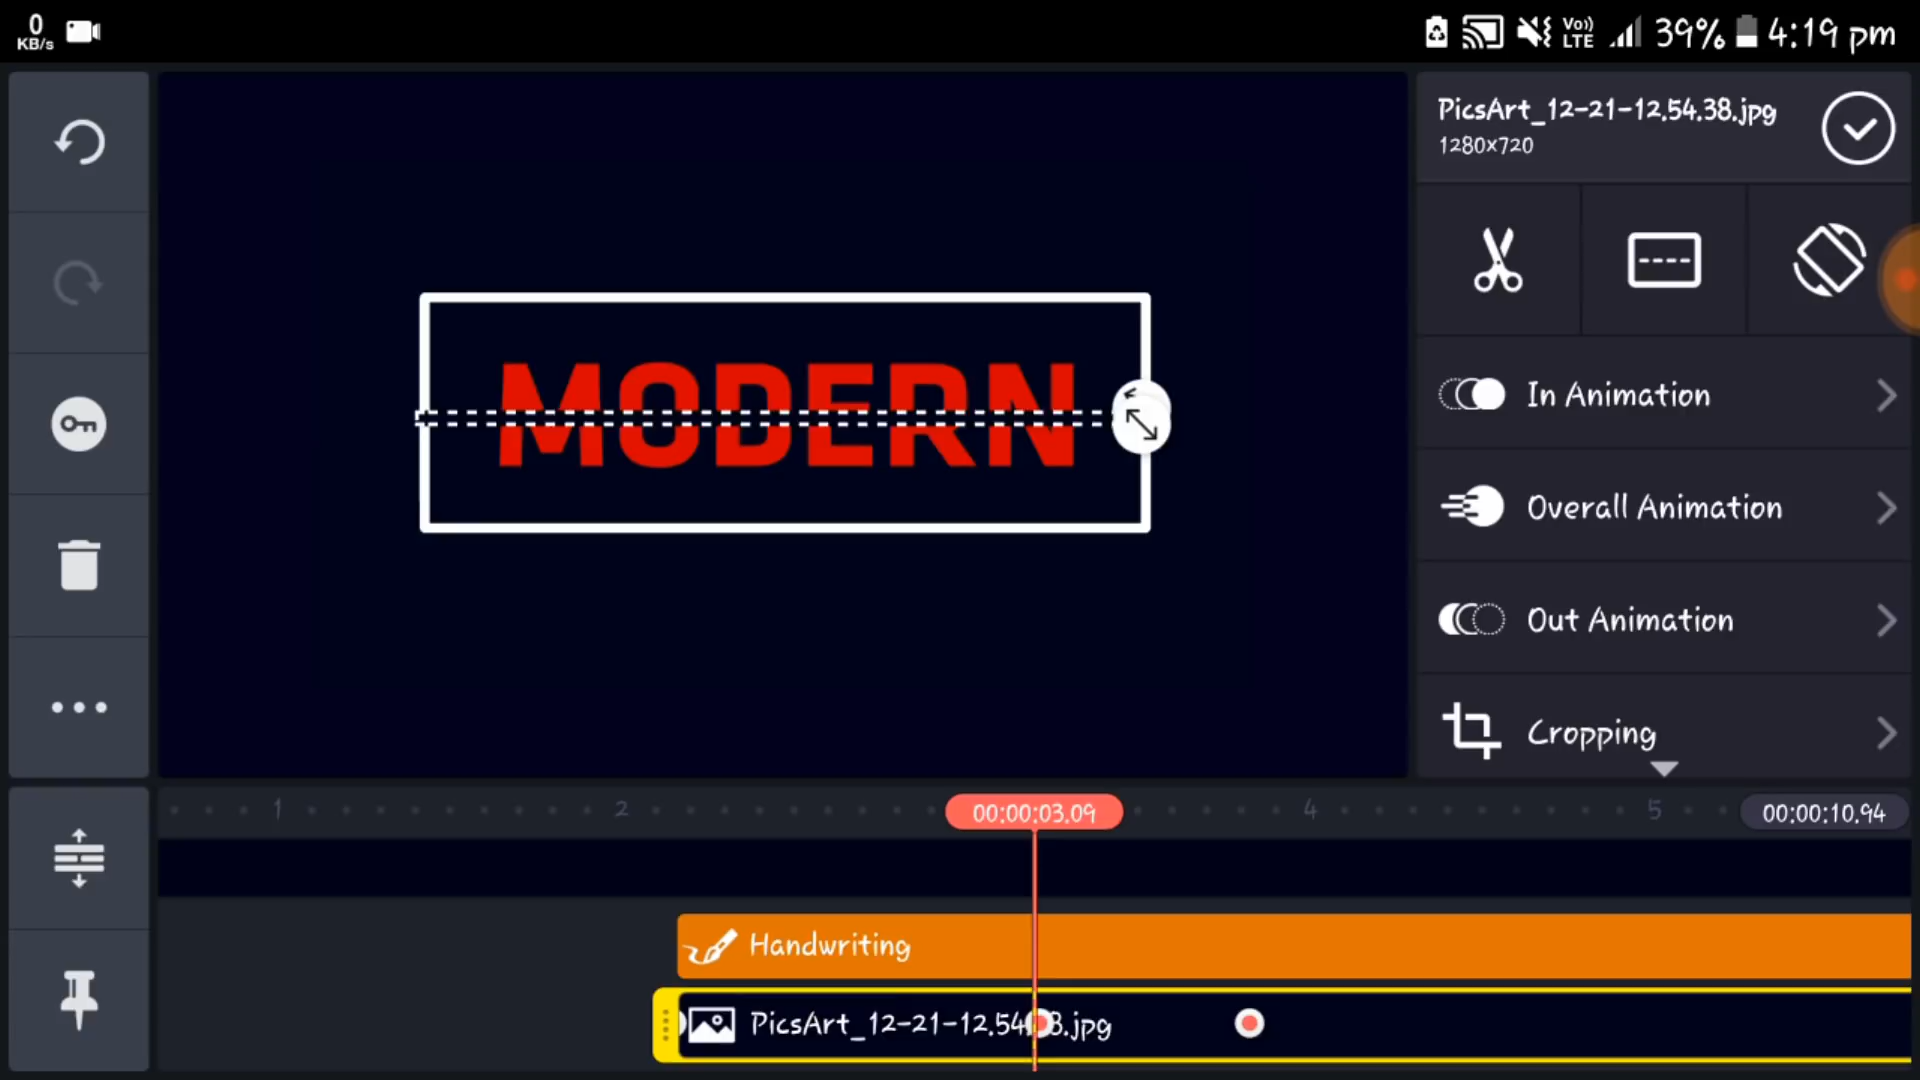 0
KB/s
Vo))
LTE
39%
4:19 pm
PicsArt_12-21-12.54.38.jpg
1280x720
MODERN
In Animation
Overall Animation
Out Animation
Cropping
1
2
00:00:03.09
4
5
00:00:10.94
Handwriting
PicsArt_12-21-12.54.38.jpg